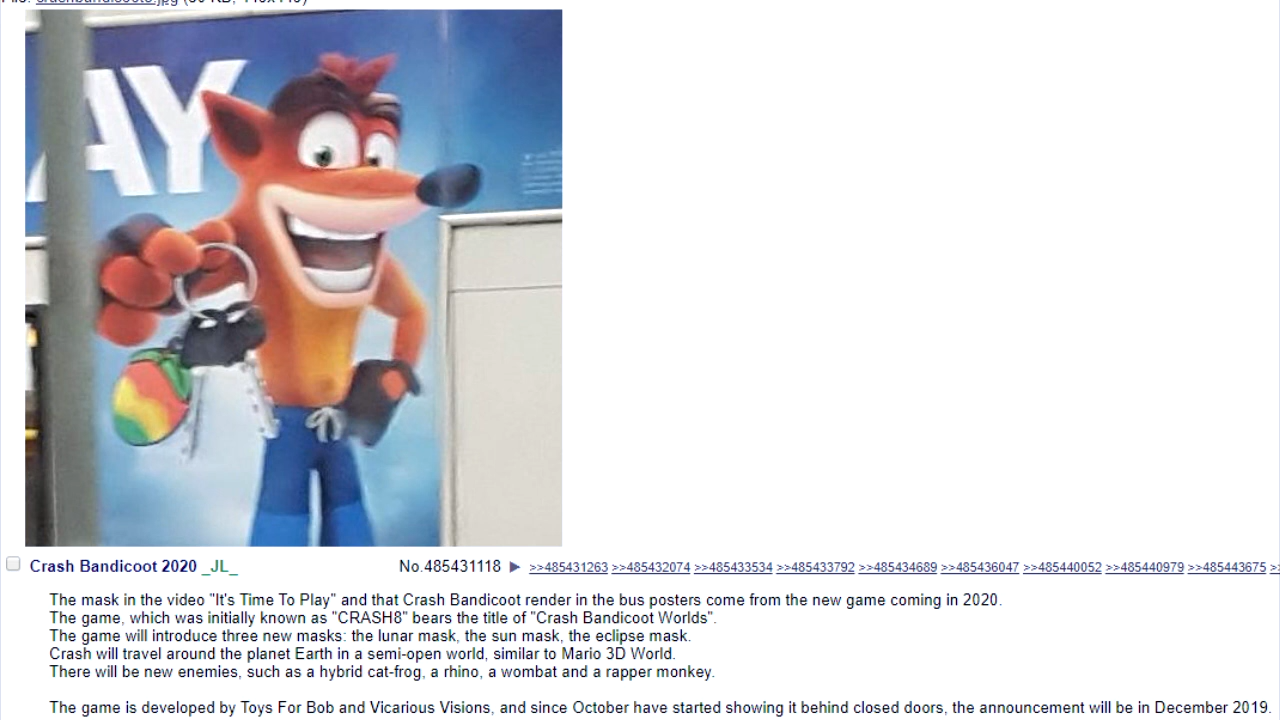 File: crashbandicoot8.jpg
AY
Crash Bandicoot 2020 _JL_ No.485431118 ▶ >>485431263 >>485432074 >>485433534 >>485433792 >>485434689 >>485436047 >>485440052 >>485440979 >>485443675 >>
The mask in the video "It's Time To Play" and that Crash Bandicoot render in the bus posters come from the new game coming in 2020.
The game, which was initially known as "CRASH8" bears the title of "Crash Bandicoot Worlds".
The game will introduce three new masks: the lunar mask, the sun mask, the eclipse mask.
Crash will travel around the planet Earth in a semi-open world, similar to Mario 3D World.
There will be new enemies, such as a hybrid cat-frog, a rhino, a wombat and a rapper monkey.
The game is developed by Toys For Bob and Vicarious Visions, and since October have started showing it behind closed doors, the announcement will be in December 2019.